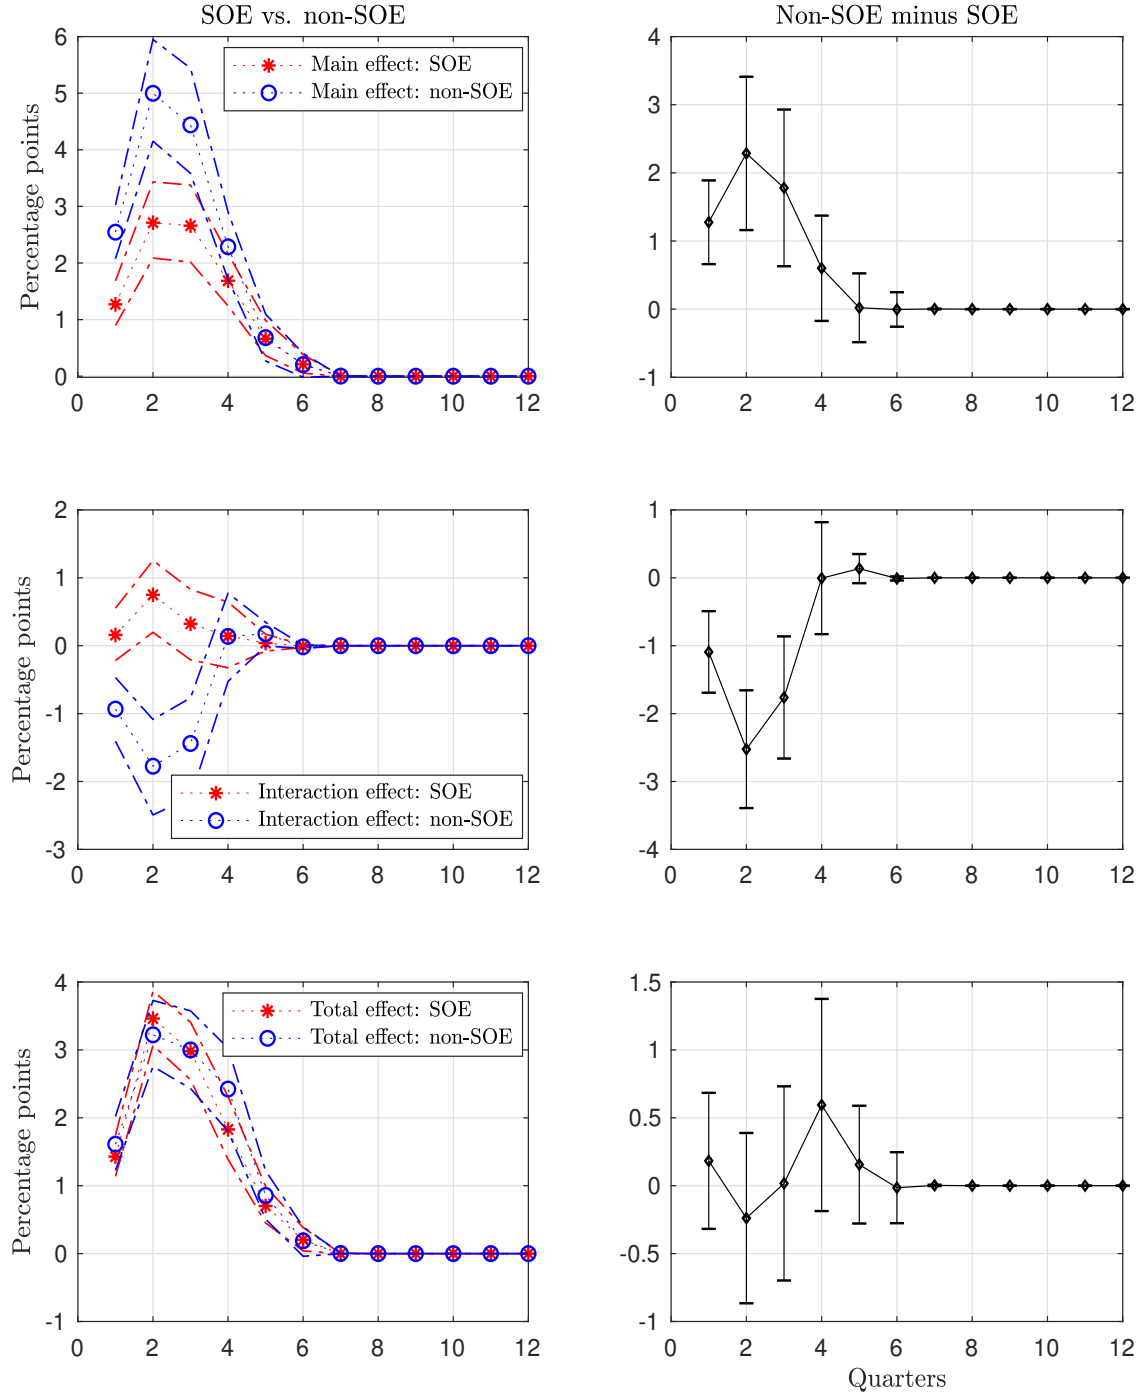 SOE vs. non-SOE
Percentage points
6
5
4
3
2
1
0
0 2 4 6 8 10 12
Main effect: SOE
Main effect: non-SOE
Non-SOE minus SOE
4
3
2
1
0
-1
0 2 4 6 8 10 12
Percentage points
2
1
0
-1
-2
-3
0 2 4 6 8 10 12
Interaction effect: SOE
Interaction effect: non-SOE
1
0
-1
-2
-3
-4
0 2 4 6 8 10 12
Percentage points
4
3
2
1
0
-1
0 2 4 6 8 10 12
Total effect: SOE
Total effect: non-SOE
1.5
1
0.5
0
-0.5
-1
0 2 4 6 8 10 12
Quarters